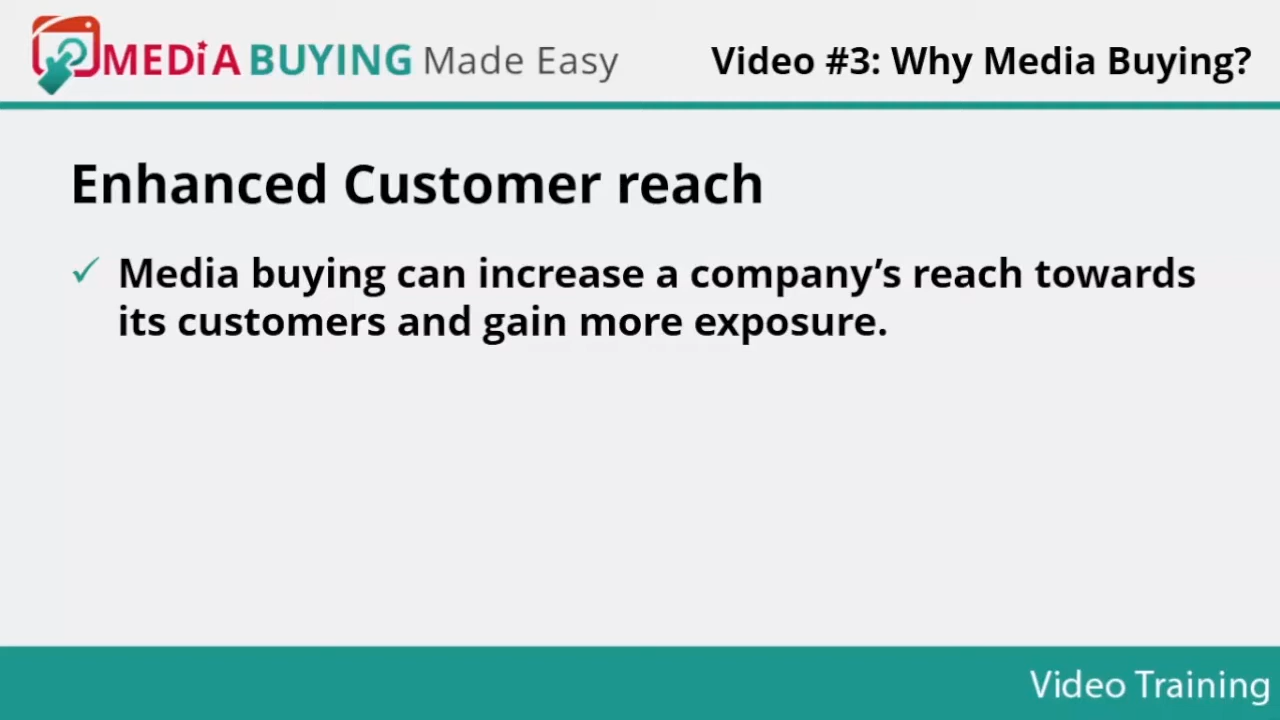 MEDiA BUYING Made Easy
Video #3: Why Media Buying?
Enhanced Customer reach
✓ Media buying can increase a company’s reach towards
its customers and gain more exposure.
Video Training